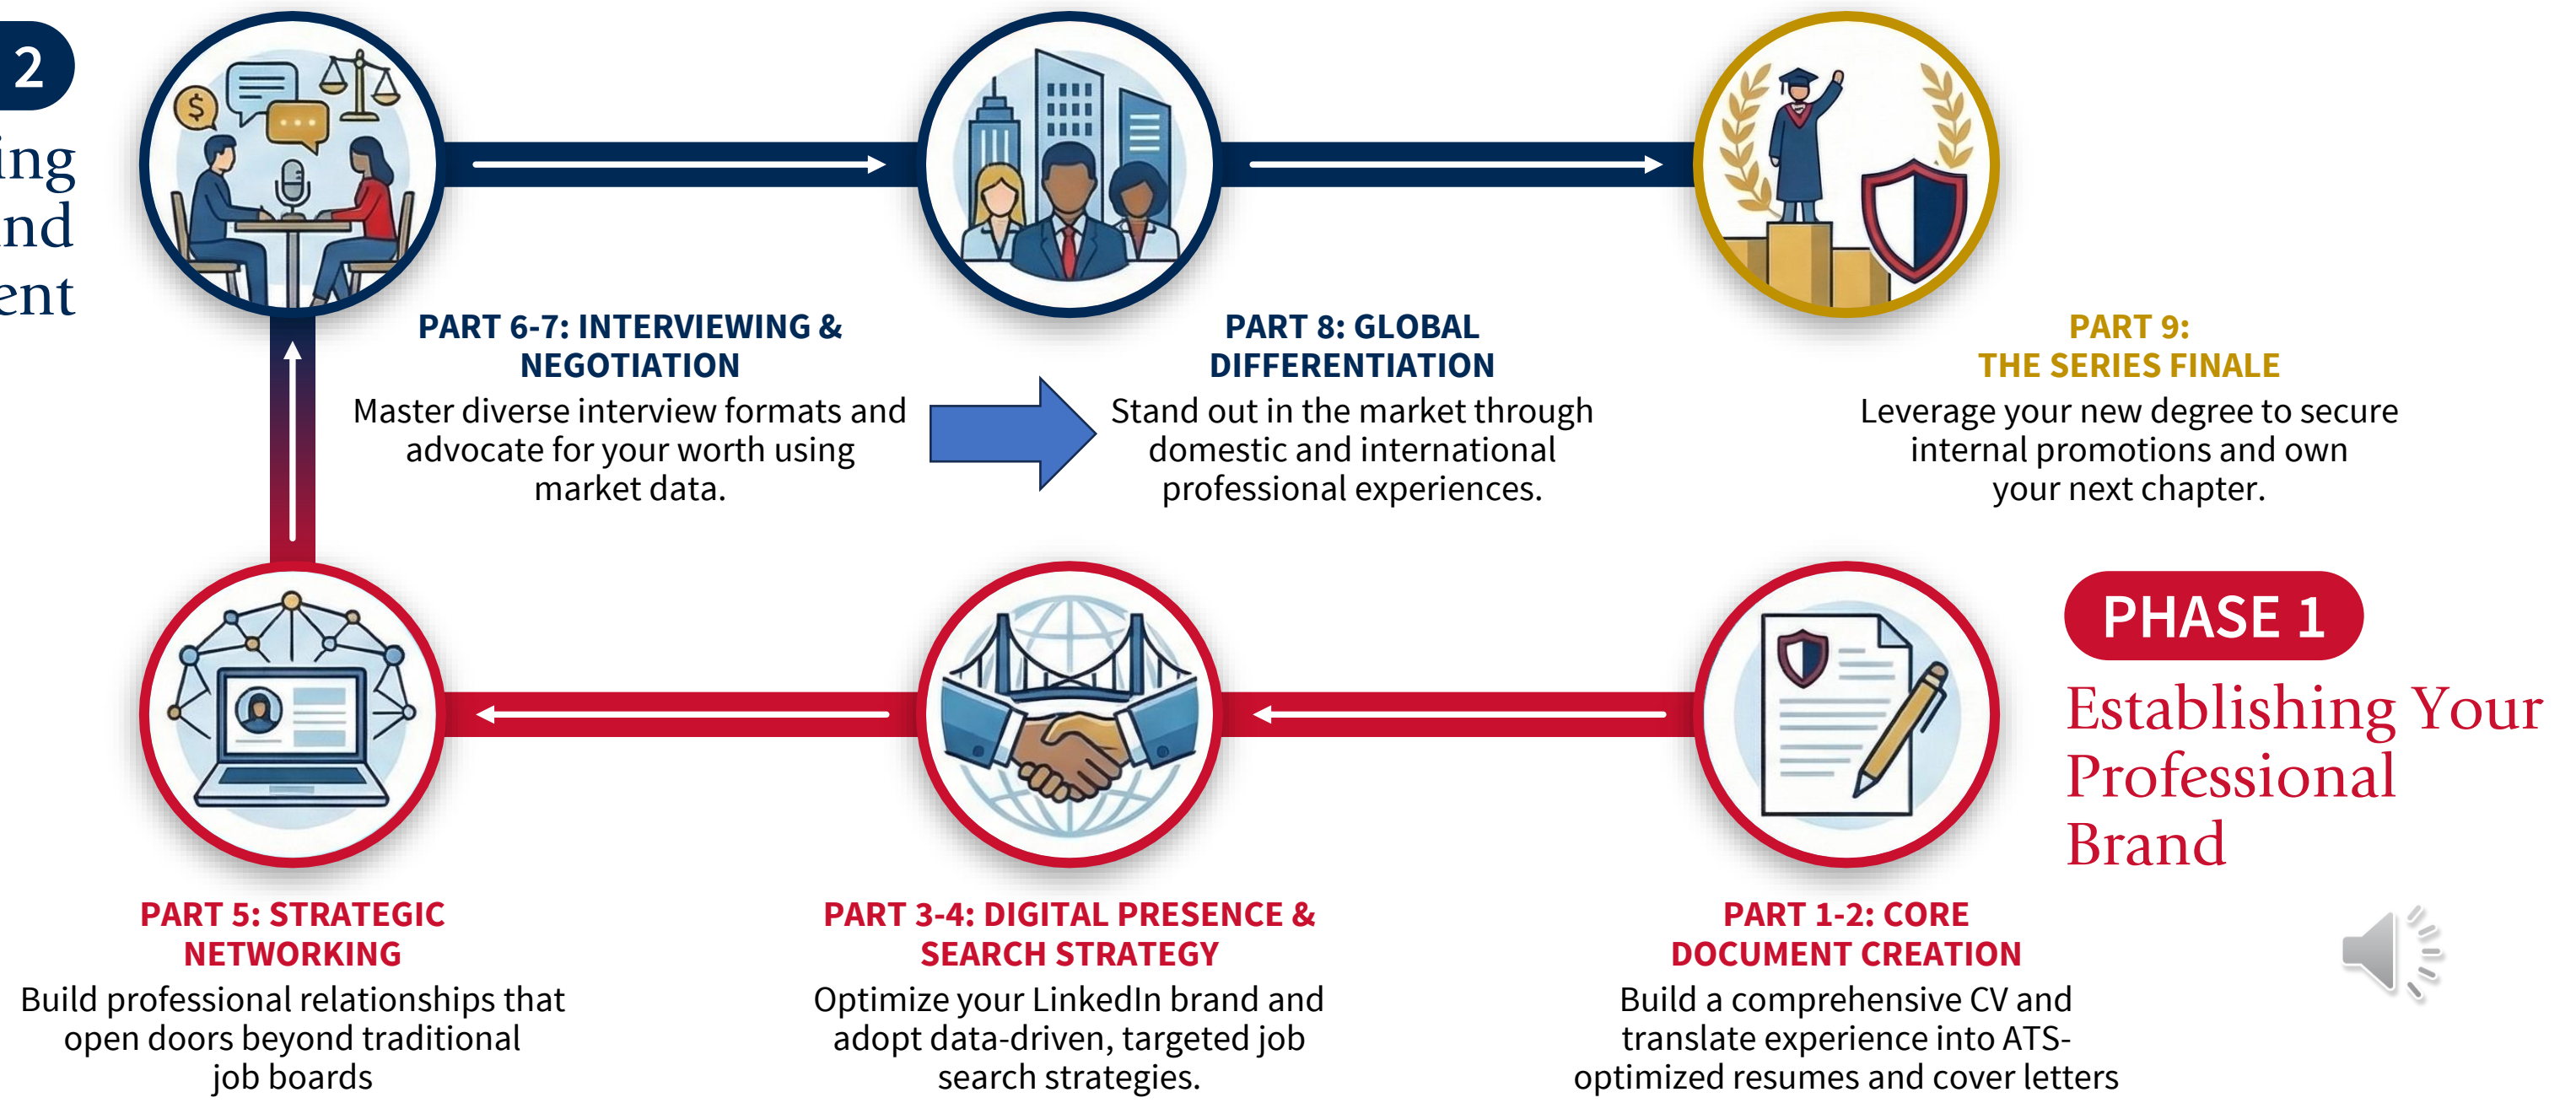 2
ing
nd
ent
PART 6-7: INTERVIEWING &
NEGOTIATION
Master diverse interview formats and
advocate for your worth using
market data.
PART 8: GLOBAL
DIFFERENTIATION
Stand out in the market through
domestic and international
professional experiences.
PART 9:
THE SERIES FINALE
Leverage your new degree to secure
internal promotions and own
your next chapter.
PHASE 1
Establishing Your
Professional
Brand
PART 5: STRATEGIC
NETWORKING
Build professional relationships that
open doors beyond traditional
job boards
PART 3-4: DIGITAL PRESENCE &
SEARCH STRATEGY
Optimize your LinkedIn brand and
adopt data-driven, targeted job
search strategies.
PART 1-2: CORE
DOCUMENT CREATION
Build a comprehensive CV and
translate experience into ATS-
optimized resumes and cover letters